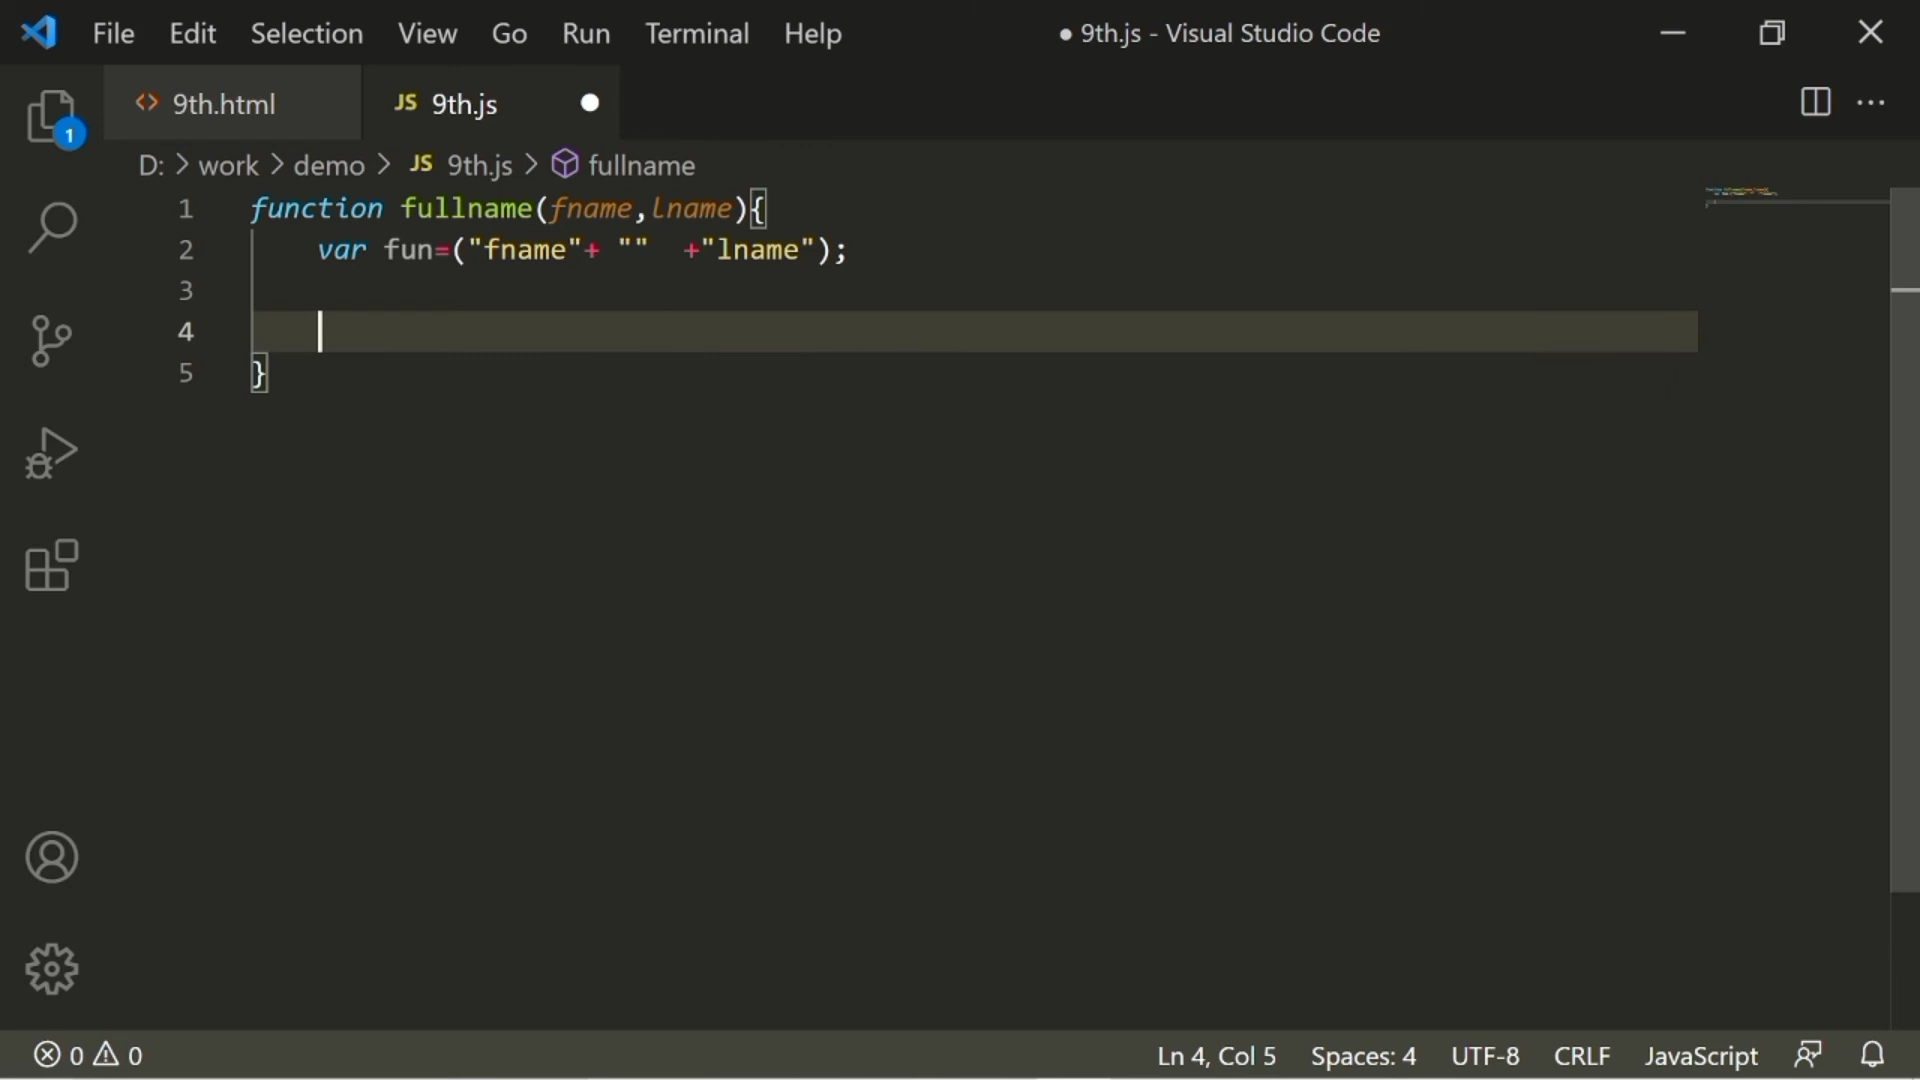 File Edit Selection View Go Run Terminal Help ● 9th.js - Visual Studio Code
<> 9th.html JS 9th.js ●
1
D: > work > demo > JS 9th.js > fullname
1 function fullname(fname,lname){
2 var fun=("fname"+ ""  +"lname");
3
4
5 }
0 0 Ln 4, Col 5 Spaces: 4 UTF-8 CRLF JavaScript